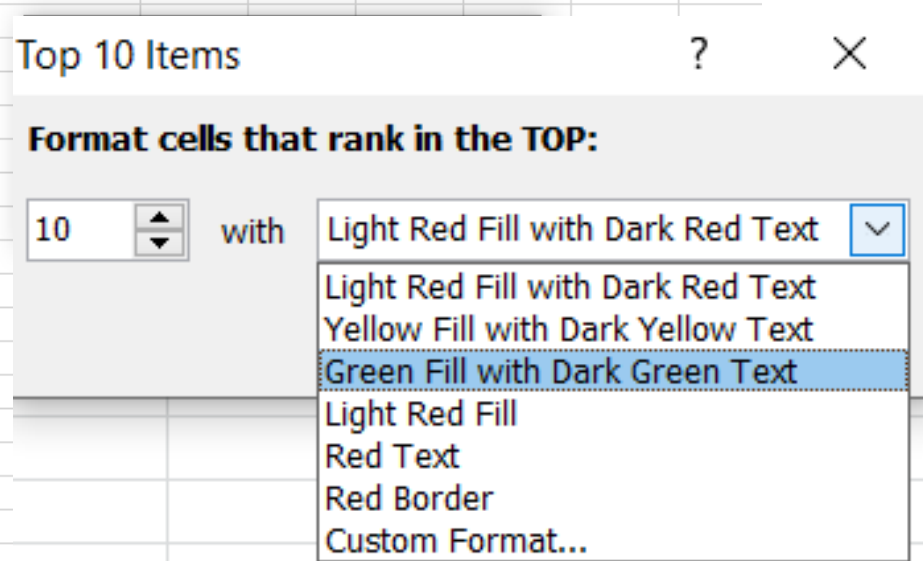 Top 10 Items ?
Format cells that rank in the TOP:
10 with Light Red Fill with Dark Red Text
Light Red Fill with Dark Red Text
Yellow Fill with Dark Yellow Text
Green Fill with Dark Green Text
Light Red Fill
Red Text
Red Border
Custom Format...